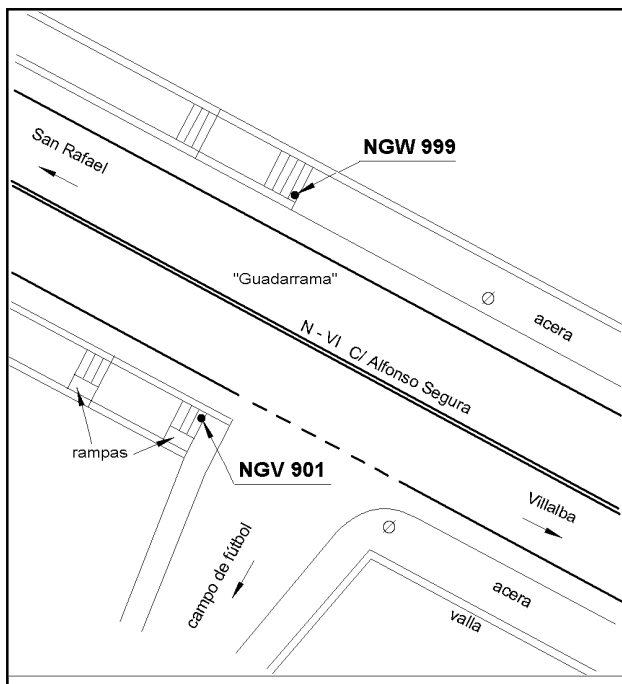 San Rafael
NGW 999
"Guadarrama"
acera
N - VI  C/ Alfonso Segura
rampas
NGV 901
Villalba
campo de fútbol
acera
valla